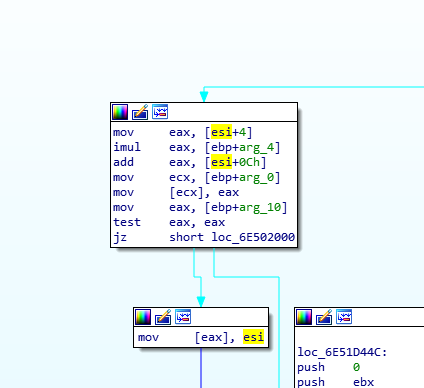 mov eax, [esi+4]
imul eax, [ebp+arg_4]
add eax, [esi+0Ch]
mov ecx, [ebp+arg_0]
mov [ecx], eax
mov eax, [ebp+arg_10]
test eax, eax
jz short loc_6E502000
mov [eax], esi
loc_6E51D44C:
push 0
push ebx